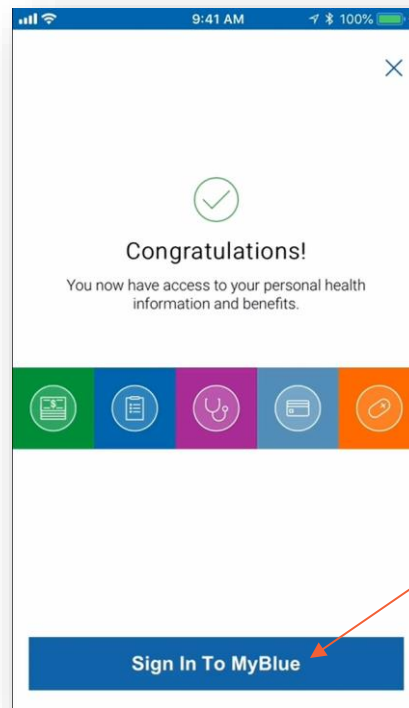 9:41 AM 100%
Congratulations!
You now have access to your personal health
information and benefits.
$
Sign In To MyBlue